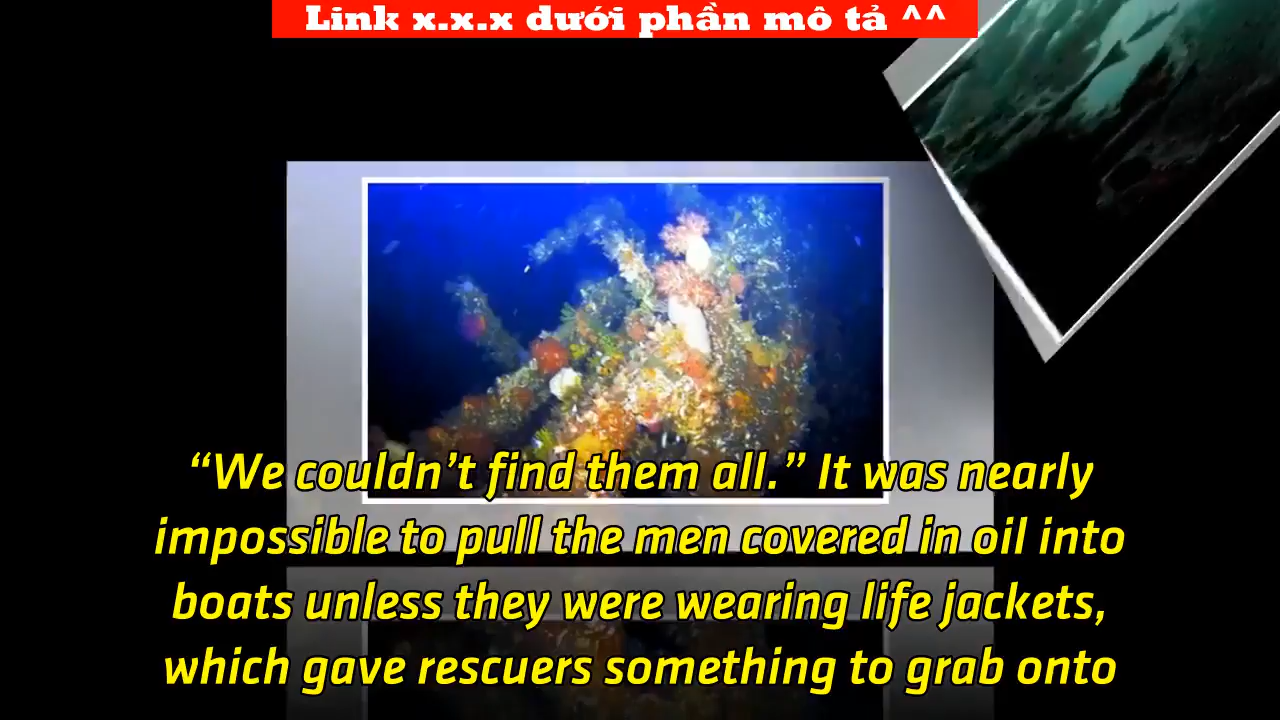 Link x.x.x dưới phần mô tả ^^
“We couldn’t find them all.” It was nearly
impossible to pull the men covered in oil into
boats unless they were wearing life jackets,
which gave rescuers something to grab onto